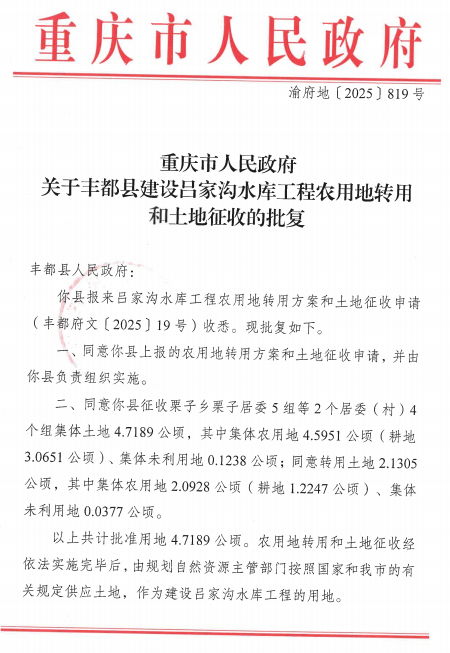 重庆市人民政府
渝府地〔2025〕819号
重庆市人民政府
关于丰都县建设吕家沟水库工程农用地转用
和土地征收的批复
丰都县人民政府：
你县报来吕家沟水库工程农用地转用方案和土地征收申请
（丰都府文〔2025〕19号）收悉。现批复如下。
一、同意你县上报的农用地转用方案和土地征收申请，并由
你县负责组织实施。
二、同意你县征收栗子乡栗子居委5组等2个居委（村）4
个组集体土地4.7189公顷，其中集体农用地4.5951公顷（耕地
3.0651公顷）、集体未利用地0.1238公顷；同意转用土地2.1305
公顷，其中集体农用地2.0928公顷（耕地1.2247公顷）、集体
未利用地0.0377公顷。
以上共计批准用地4.7189公顷。农用地转用和土地征收经
依法实施完毕后，由规划自然资源主管部门按照国家和我市的有
关规定供应土地，作为建设吕家沟水库工程的用地。